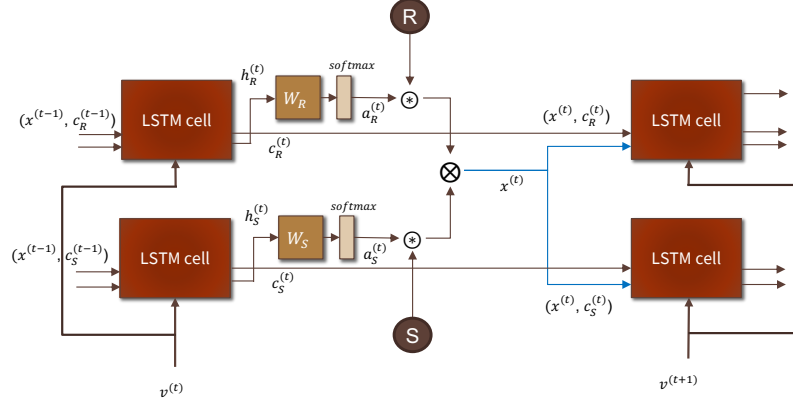 R
h_R^{(t)}
softmax
(x^{(t-1)}, c_R^{(t-1)})
LSTM cell
W_R
a_R^{(t)}
(x^{(t)}, c_R^{(t)})
LSTM cell
c_R^{(t)}
x^{(t)}
h_S^{(t)}
softmax
(x^{(t-1)}, c_S^{(t-1)})
LSTM cell
W_S
a_S^{(t)}
LSTM cell
c_S^{(t)}
(x^{(t)}, c_S^{(t)})
S
v^{(t)}
v^{(t+1)}